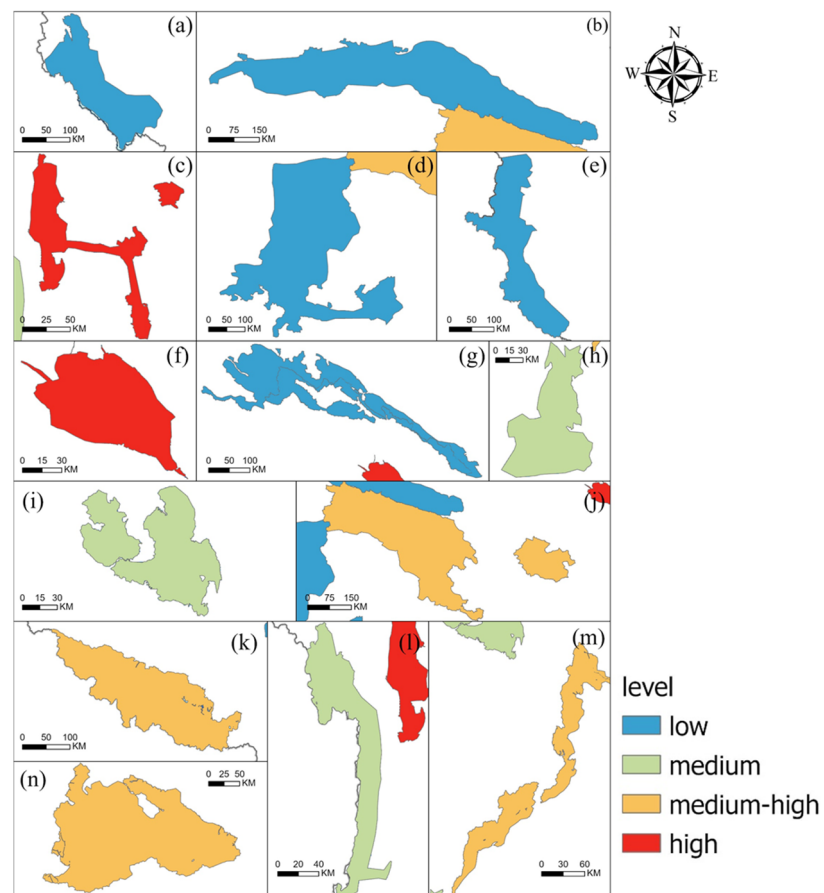 (a)
0 50 100
KM
(b)
0 75 150
KM
N
W E
S
(c)
0 25 50
KM
(d)
0 50 100
KM
(e)
0 50 100
KM
(f)
0 15 30
KM
(g)
0 50 100
KM
(h)
0 15 30
KM
(i)
0 15 30
KM
(j)
0 75 150
KM
(k)
0 50 100
KM
(l)
0 20 40
KM
(m)
0 30 60
KM
(n)
0 25 50
KM
level
low
medium
medium-high
high